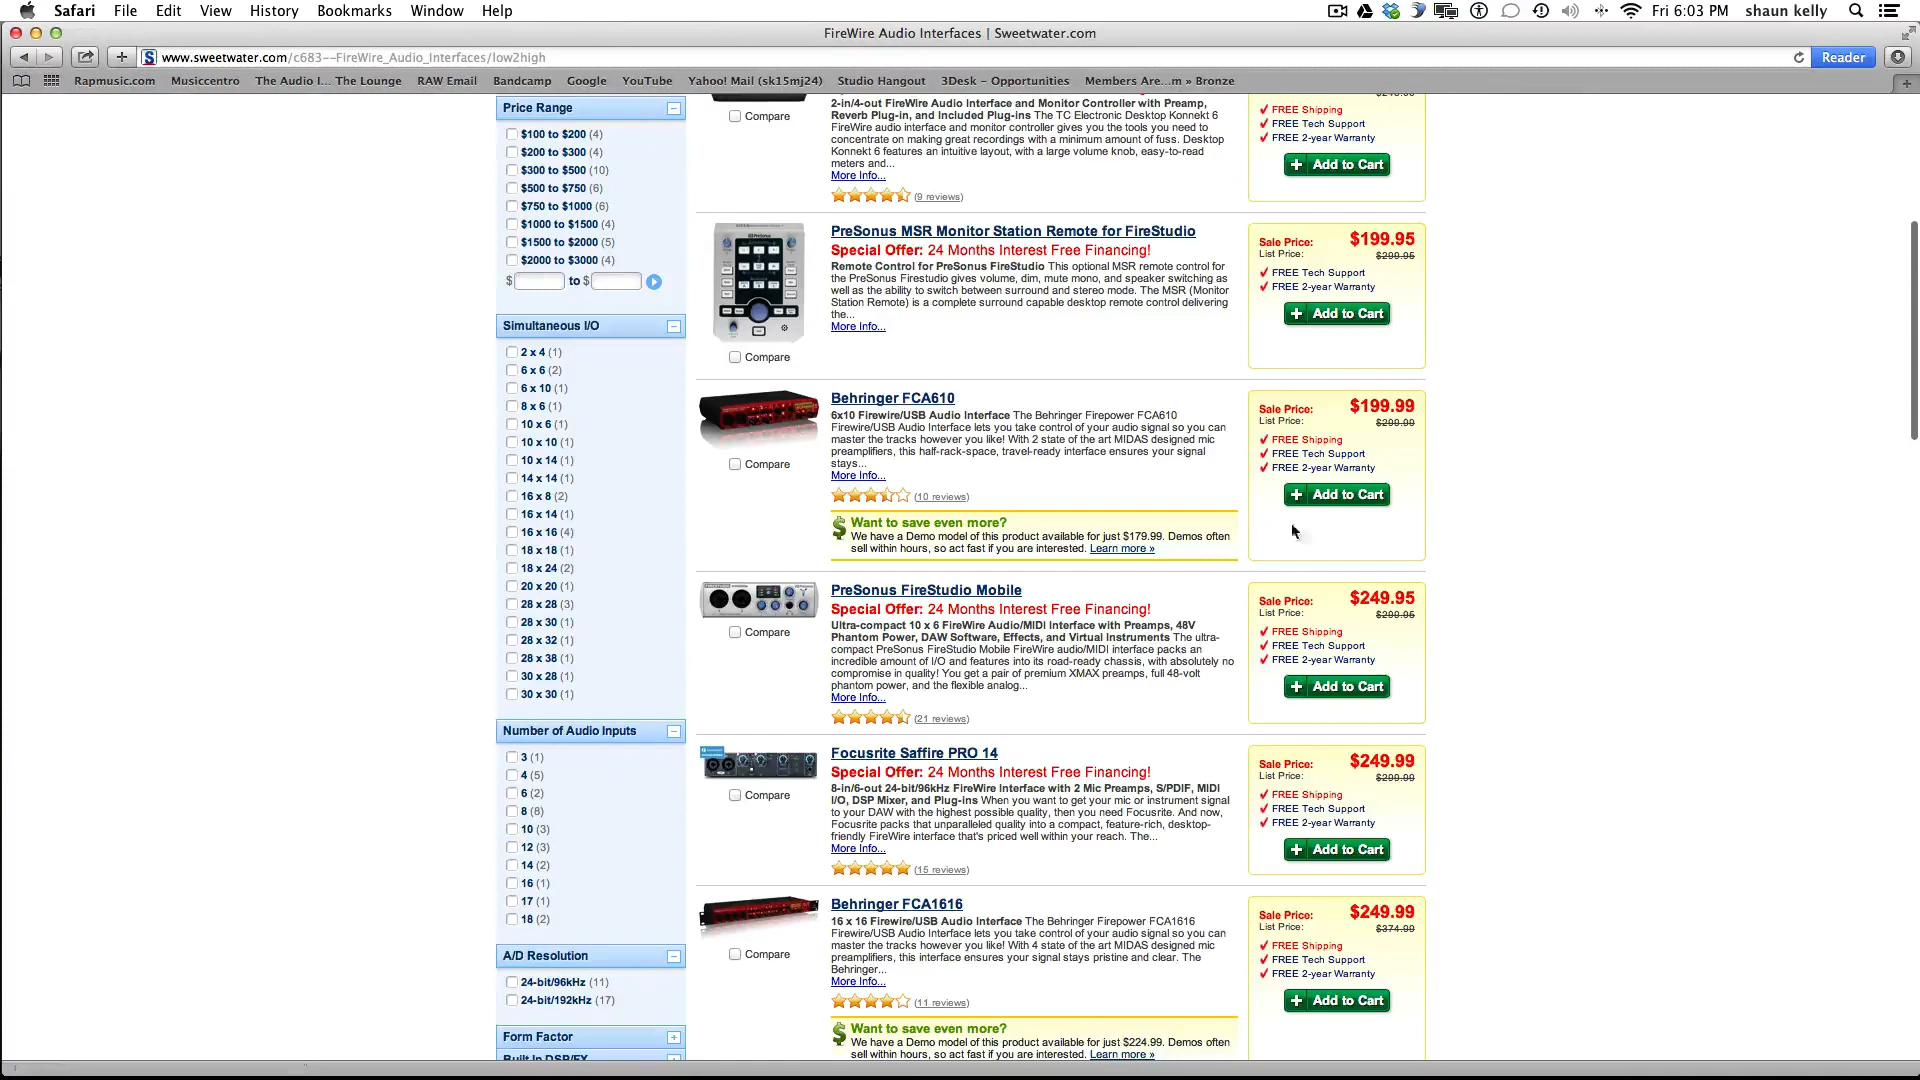 Safari File Edit View History Bookmarks Window Help Fri 6:03 PM shaun kelly
FireWire Audio Interfaces | Sweetwater.com
www.sweetwater.com/c683--FireWire_Audio_Interfaces/low2high Reader
Rapmusic.com Musiccentro The Audio I... The Lounge RAW Email Bandcamp Google YouTube Yahoo! Mail (sk15mj24) Studio Hangout 3Desk – Opportunities Members Are...m » Bronze
Price Range
$100 to $200 (4)
$200 to $300 (4)
$300 to $500 (10)
$500 to $750 (6)
$750 to $1000 (6)
$1000 to $1500 (4)
$1500 to $2000 (5)
$2000 to $3000 (4)
$ to $
Simultaneous I/O
2 x 4 (1)
6 x 6 (2)
6 x 10 (1)
8 x 6 (1)
10 x 6 (1)
10 x 10 (1)
10 x 14 (1)
14 x 14 (1)
16 x 8 (2)
16 x 14 (1)
16 x 16 (4)
18 x 18 (1)
18 x 24 (2)
20 x 20 (1)
28 x 28 (3)
28 x 30 (1)
28 x 32 (1)
28 x 38 (1)
30 x 28 (1)
30 x 30 (1)
Number of Audio Inputs
3 (1)
4 (5)
6 (2)
8 (8)
10 (3)
12 (3)
14 (2)
16 (1)
17 (1)
18 (2)
A/D Resolution
24-bit/96kHz (11)
24-bit/192kHz (17)
Form Factor
Built In DSP/FX
Compare
2-in/4-out FireWire Audio Interface and Monitor Controller with Preamp,
Reverb Plug-in, and Included Plug-ins The TC Electronic Desktop Konnekt 6
FireWire audio interface and monitor controller gives you the tools you need to
concentrate on making great recordings with a minimum amount of fuss. Desktop
Konnekt 6 features an intuitive layout, with a large volume knob, easy-to-read
meters and...
More Info...
(9 reviews)
FREE Shipping
FREE Tech Support
FREE 2-year Warranty
Add to Cart
PreSonus MSR Monitor Station Remote for FireStudio
Special Offer: 24 Months Interest Free Financing!
Remote Control for PreSonus FireStudio This optional MSR remote control for
the PreSonus Firestudio gives volume, dim, mute mono, and speaker switching as
well as the ability to switch between surround and stereo mode. The MSR (Monitor
Station Remote) is a complete surround capable desktop remote control delivering
the...
More Info...
Compare
Sale Price: $199.95
List Price: $299.95
FREE Tech Support
FREE 2-year Warranty
Add to Cart
Behringer FCA610
6x10 Firewire/USB Audio Interface The Behringer Firepower FCA610
Firewire/USB Audio Interface lets you take control of your audio signal so you can
master the tracks however you like! With 2 state of the art MIDAS designed mic
preamplifiers, this half-rack-space, travel-ready interface ensures your signal
stays...
More Info...
Compare
(10 reviews)
Want to save even more?
We have a Demo model of this product available for just $179.99. Demos often
sell within hours, so act fast if you are interested. Learn more »
Sale Price: $199.99
List Price: $299.99
FREE Shipping
FREE Tech Support
FREE 2-year Warranty
Add to Cart
PreSonus FireStudio Mobile
Special Offer: 24 Months Interest Free Financing!
Ultra-compact 10 x 6 FireWire Audio/MIDI Interface with Preamps, 48V
Phantom Power, DAW Software, Effects, and Virtual Instruments The ultra-
compact PreSonus FireStudio Mobile FireWire audio/MIDI interface packs an
incredible amount of I/O and features into its road-ready chassis, with absolutely no
compromise in quality! You get a pair of premium XMAX preamps, full 48-volt
phantom power, and the flexible analog...
More Info...
Compare
(21 reviews)
Sale Price: $249.95
List Price: $299.95
FREE Shipping
FREE Tech Support
FREE 2-year Warranty
Add to Cart
Focusrite Saffire PRO 14
Special Offer: 24 Months Interest Free Financing!
8-in/6-out 24-bit/96kHz FireWire Interface with 2 Mic Preamps, S/PDIF, MIDI
I/O, DSP Mixer, and Plug-ins When you want to get your mic or instrument signal
to your DAW with the highest possible quality, then you need Focusrite. And now,
Focusrite packs that unparalleled quality into a compact, feature-rich, desktop-
friendly FireWire interface that's priced well within your reach. The...
More Info...
Compare
(15 reviews)
Sale Price: $249.99
List Price: $299.99
FREE Shipping
FREE Tech Support
FREE 2-year Warranty
Add to Cart
Behringer FCA1616
16 x 16 Firewire/USB Audio Interface The Behringer Firepower FCA1616
Firewire/USB Audio Interface lets you take control of your audio signal so you can
master the tracks however you like! With 4 state of the art MIDAS designed mic
preamplifiers, this interface ensures your signal stays pristine and clear. The
Behringer...
More Info...
Compare
(11 reviews)
Want to save even more?
We have a Demo model of this product available for just $224.99. Demos often
sell within hours, so act fast if you are interested. Learn more »
Sale Price: $249.99
List Price: $374.99
FREE Shipping
FREE Tech Support
FREE 2-year Warranty
Add to Cart